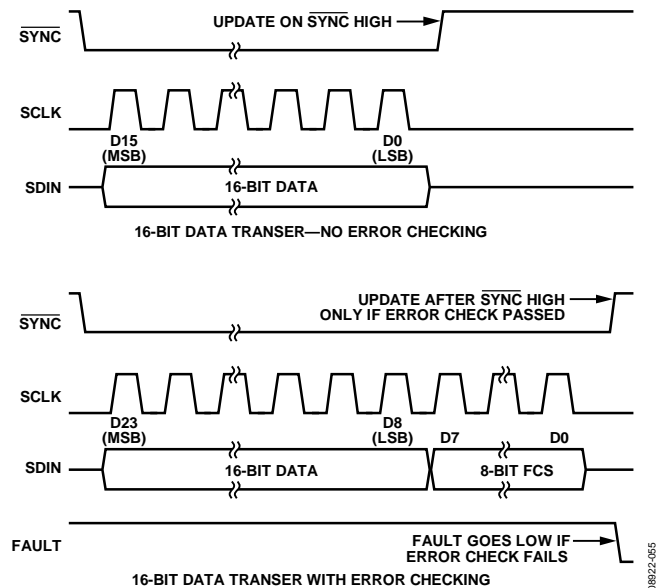 UPDATE ON SYNC HIGH
SYNC
SCLK
D15
(MSB)
D0
(LSB)
SDIN
16-BIT DATA
16-BIT DATA TRANSER—NO ERROR CHECKING
UPDATE AFTER SYNC HIGH
ONLY IF ERROR CHECK PASSED
SYNC
SCLK
D23
(MSB)
D8
(LSB)
D7
D0
SDIN
16-BIT DATA
8-BIT FCS
FAULT
FAULT GOES LOW IF
ERROR CHECK FAILS
16-BIT DATA TRANSER WITH ERROR CHECKING
08922-055